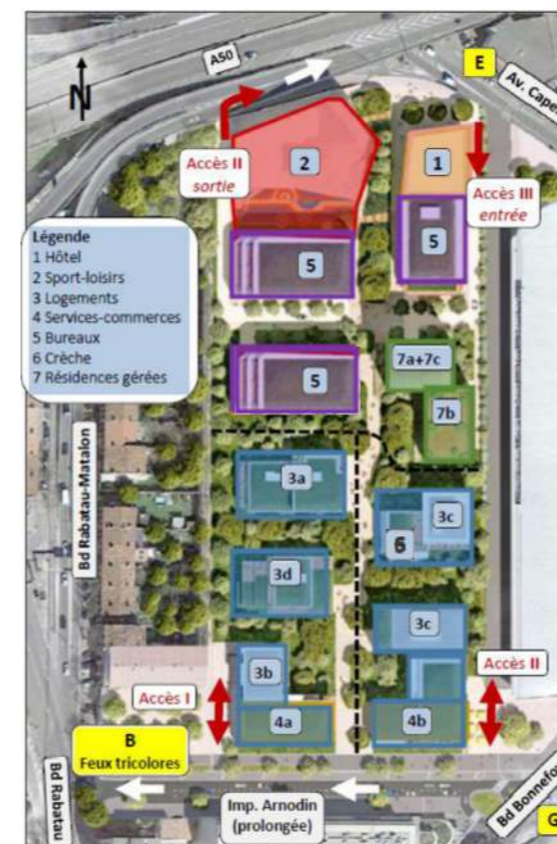 A50
E
Av. Cape
N
Accès II
sortie
2
1
Accès III
entrée
5
5
Légende
1 Hôtel
2 Sport-loisirs
3 Logements
4 Services-commerces
5 Bureaux
6 Crèche
7 Résidences gérées
5
7a+7c
7b
Bd Rabatau-Matalon
3a
3c
6
3d
3c
3b
Accès I
Accès II
4a
4b
B
Feux tricolores
Bd Rabatau
Imp. Arnodin
(prolongée)
Bd Bonnefo
G